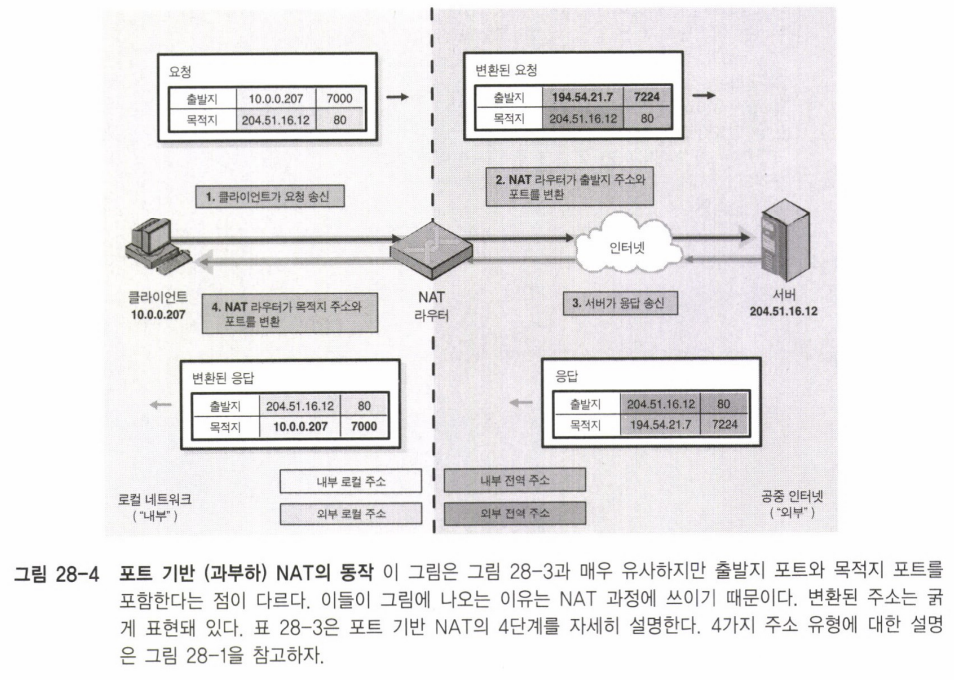 요청
출발지 10.0.0.207 7000
목적지 204.51.16.12 80
변환된 요청
출발지 194.54.21.7 7224
목적지 204.51.16.12 80
1. 클라이언트가 요청 송신
2. NAT 라우터가 출발지 주소와
포트를 변환
인터넷
클라이언트
10.0.0.207
4. NAT 라우터가 목적지 주소와
포트를 변환
NAT
라우터
3. 서버가 응답 송신
서버
204.51.16.12
변환된 응답
출발지 204.51.16.12 80
목적지 10.0.0.207 7000
응답
출발지 204.51.16.12 80
목적지 194.54.21.7 7224
로컬 네트워크
("내부")
내부 로컬 주소
외부 로컬 주소
내부 전역 주소
외부 전역 주소
공중 인터넷
("외부")
그림 28-4 포트 기반 (과부하) NAT의 동작 이 그림은 그림 28-3과 매우 유사하지만 출발지 포트와 목적지 포트를
포함한다는 점이 다르다. 이들이 그림에 나오는 이유는 NAT 과정에 쓰이기 때문이다. 변환된 주소는 굵
게 표현돼 있다. 표 28-3은 포트 기반 NAT의 4단계를 자세히 설명한다. 4가지 주소 유형에 대한 설명
은 그림 28-1을 참고하자.